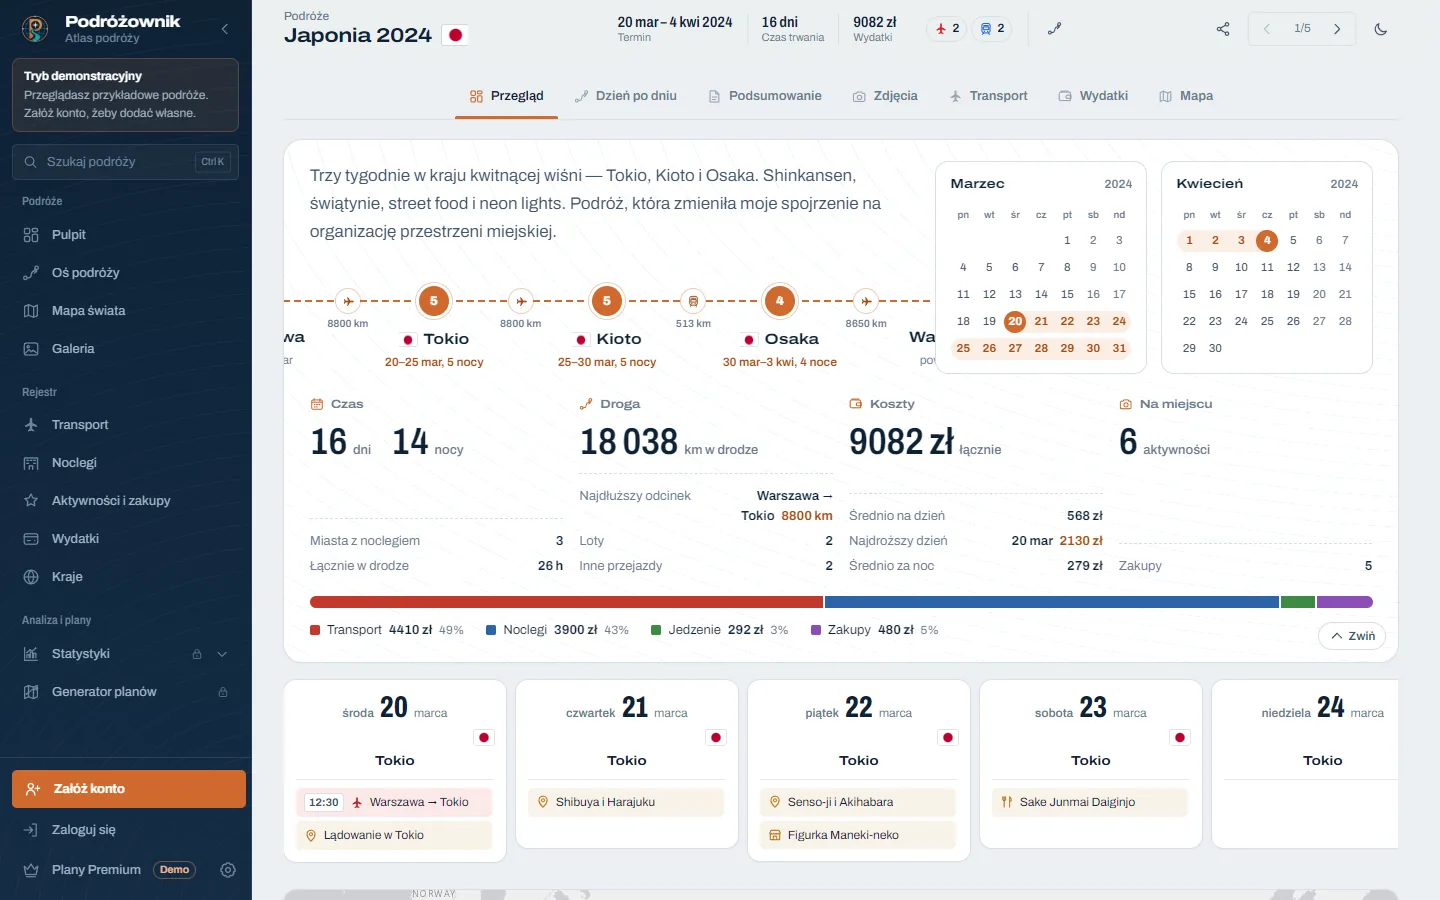 Podróżownik
Atlas podróży
Tryb demonstracyjny
Przeglądasz przykładowe podróże.
Załóż konto, żeby dodać własne.
Szukaj podróży
Ctrl K
Podróże
Pulpit
Oś podróży
Mapa świata
Galeria
Rejestr
Transport
Noclegi
Aktywności i zakupy
Wydatki
Kraje
Analiza i plany
Statystyki
Generator planów
Załóż konto
Zaloguj się
Plany Premium
Demo
Podróże
Japonia 2024
20 mar – 4 kwi 2024
Termin
16 dni
Czas trwania
9082 zł
Wydatki
2
2
1/5
Przegląd
Dzień po dniu
Podsumowanie
Zdjęcia
Transport
Wydatki
Mapa
Trzy tygodnie w kraju kwitnącej wiśni — Tokio, Kioto i Osaka. Shinkansen,
świątynie, street food i neon lights. Podróż, która zmieniła moje spojrzenie na
organizację przestrzeni miejskiej.
5 5 4
8800 km 8800 km 513 km 8650 km
wa Tokio Kioto Osaka Wa
ar 20–25 mar, 5 nocy 25–30 mar, 5 nocy 30 mar–3 kwi, 4 noce pow
Marzec 2024
pn wt śr cz pt sb nd
1 2 3
4 5 6 7 8 9 10
11 12 13 14 15 16 17
18 19 20 21 22 23 24
25 26 27 28 29 30 31
Kwiecień 2024
pn wt śr cz pt sb nd
1 2 3 4 5 6 7
8 9 10 11 12 13 14
15 16 17 18 19 20 21
22 23 24 25 26 27 28
29 30
Czas
16 dni 14 nocy
Miasta z noclegiem 3
Łącznie w drodze 26 h
Droga
18 038 km w drodze
Najdłuższy odcinek Warszawa →
Tokio 8800 km
Loty 2
Inne przejazdy 2
Koszty
9082 zł łącznie
Średnio na dzień 568 zł
Najdroższy dzień 20 mar 2130 zł
Średnio za noc 279 zł
Na miejscu
6 aktywności
Zakupy 5
Transport 4410 zł 49%
Noclegi 3900 zł 43%
Jedzenie 292 zł 3%
Zakupy 480 zł 5%
Zwiń
środa 20 marca
Tokio
12:30 Warszawa → Tokio
Lądowanie w Tokio
czwartek 21 marca
Tokio
Shibuya i Harajuku
piątek 22 marca
Tokio
Senso-ji i Akihabara
Figurka Maneki-neko
sobota 23 marca
Tokio
Sake Junmai Daiginjo
niedziela 24 marca
Tokio
NORWAY